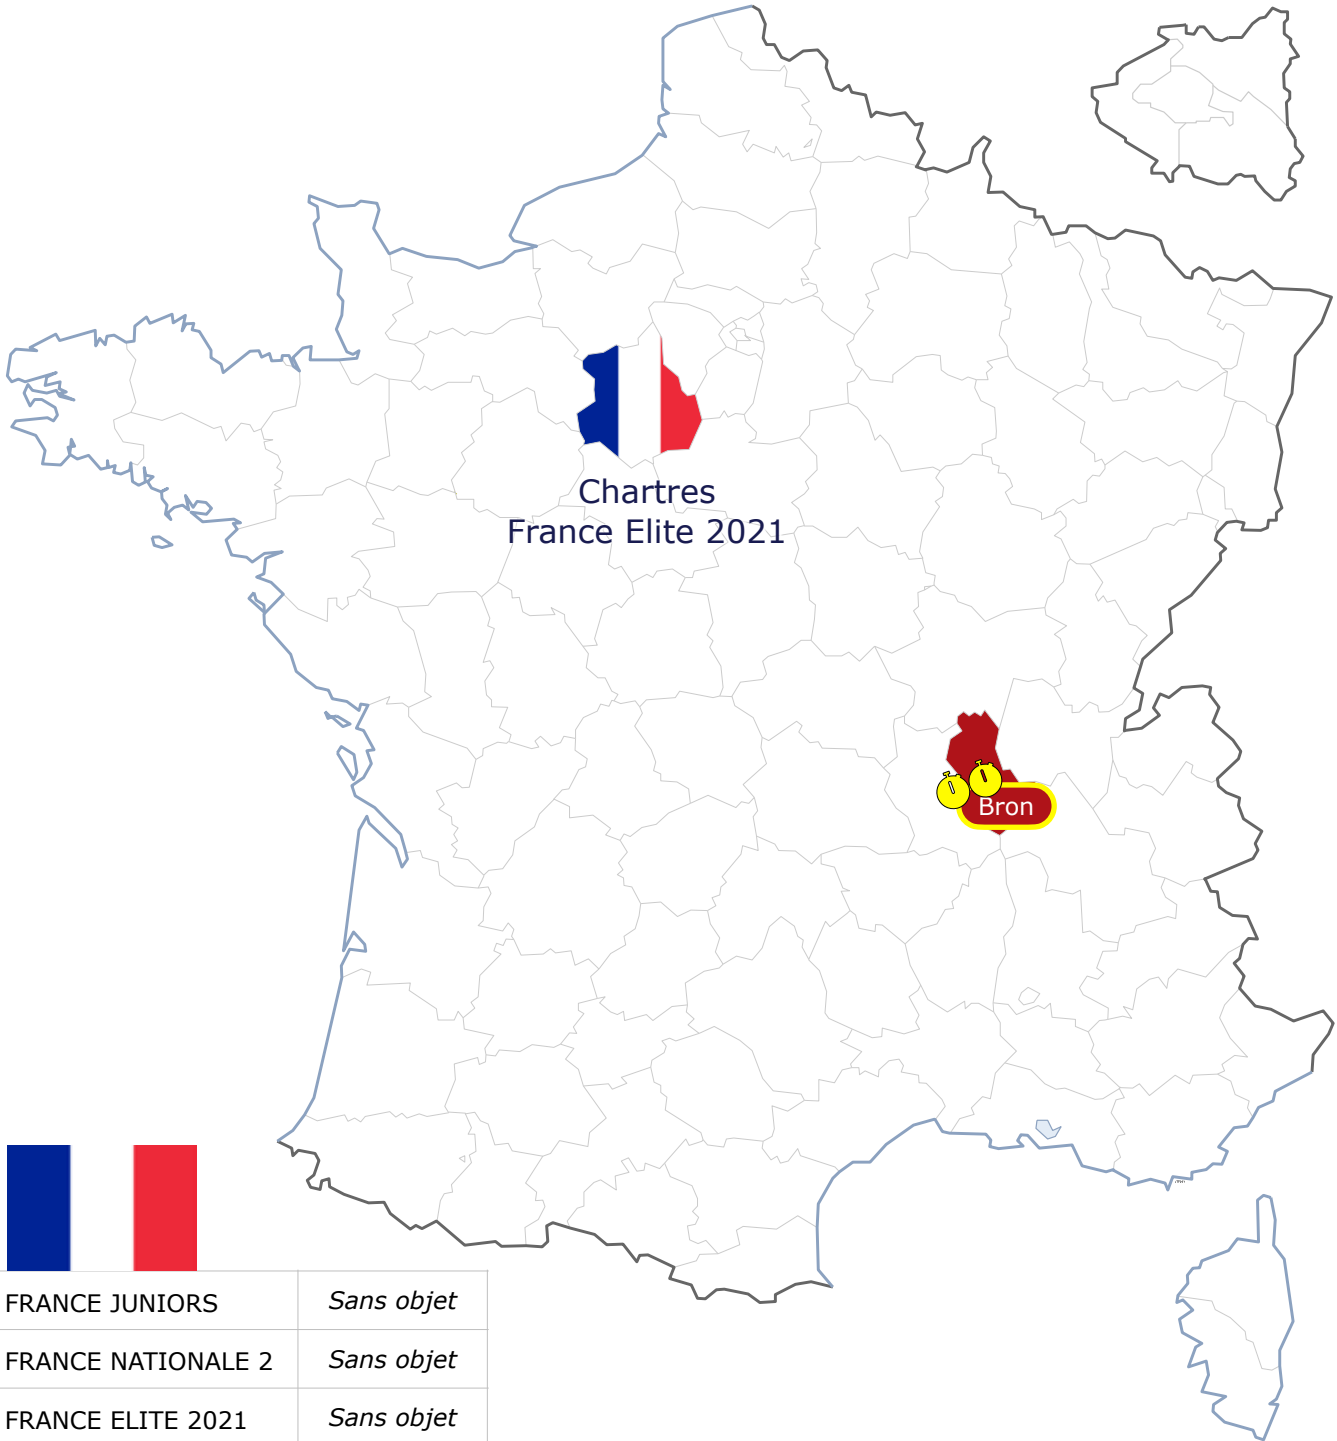 Chartres
France Elite 2021
Bron
FRANCE JUNIORS Sans objet
FRANCE NATIONALE 2 Sans objet
FRANCE ELITE 2021 Sans objet